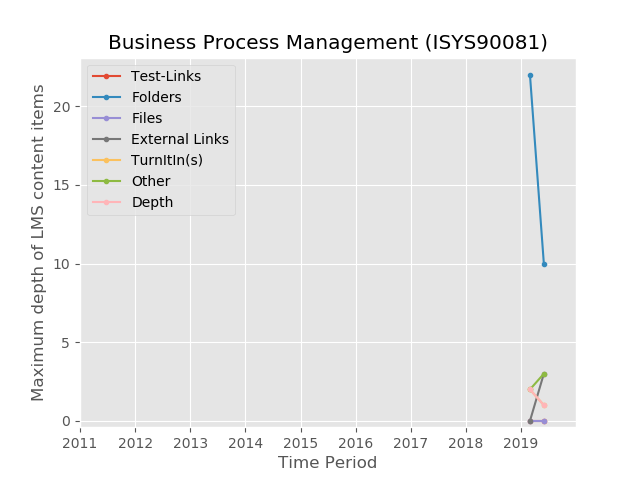 Business Process Management (ISYS90081)
Test-Links
Folders
Files
External Links
TurnItIn(s)
Other
Depth
Maximum depth of LMS content items
20
15
10
5
0
2011 2012 2013 2014 2015 2016 2017 2018 2019
Time Period